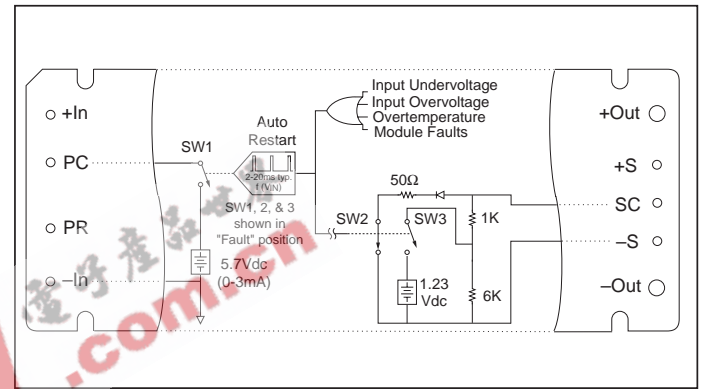 Input Undervoltage
Input Overvoltage
Overtemperature
Module Faults
+In
PC
PR
–In
SW1
Auto
Restart
2-20ms typ.
f (VIN)
SW1, 2, & 3
shown in
"Fault" position
5.7Vdc
(0-3mA)
50Ω
SW2
SW3
1K
1.23
Vdc
6K
+Out
+S
SC
–S
–Out
.com.cn